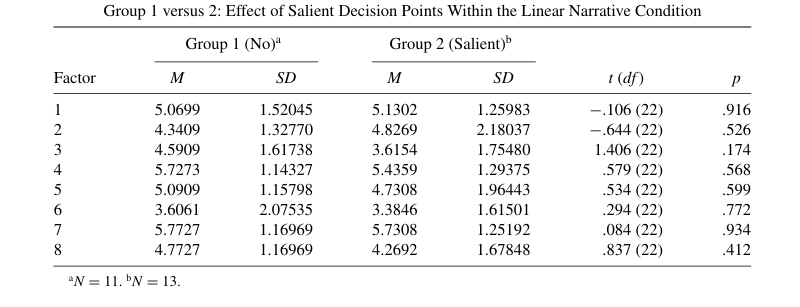 Group 1 versus 2: Effect of Salient Decision Points Within the Linear Narrative Condition
Group 1 (No)a Group 2 (Salient)b
Factor M SD M SD t (df) p
1 5.0699 1.52045 5.1302 1.25983 −.106 (22) .916
2 4.3409 1.32770 4.8269 2.18037 −.644 (22) .526
3 4.5909 1.61738 3.6154 1.75480 1.406 (22) .174
4 5.7273 1.14327 5.4359 1.29375 .579 (22) .568
5 5.0909 1.15798 4.7308 1.96443 .534 (22) .599
6 3.6061 2.07535 3.3846 1.61501 .294 (22) .772
7 5.7727 1.16969 5.7308 1.25192 .084 (22) .934
8 4.7727 1.16969 4.2692 1.67848 .837 (22) .412
aN = 11. bN = 13.